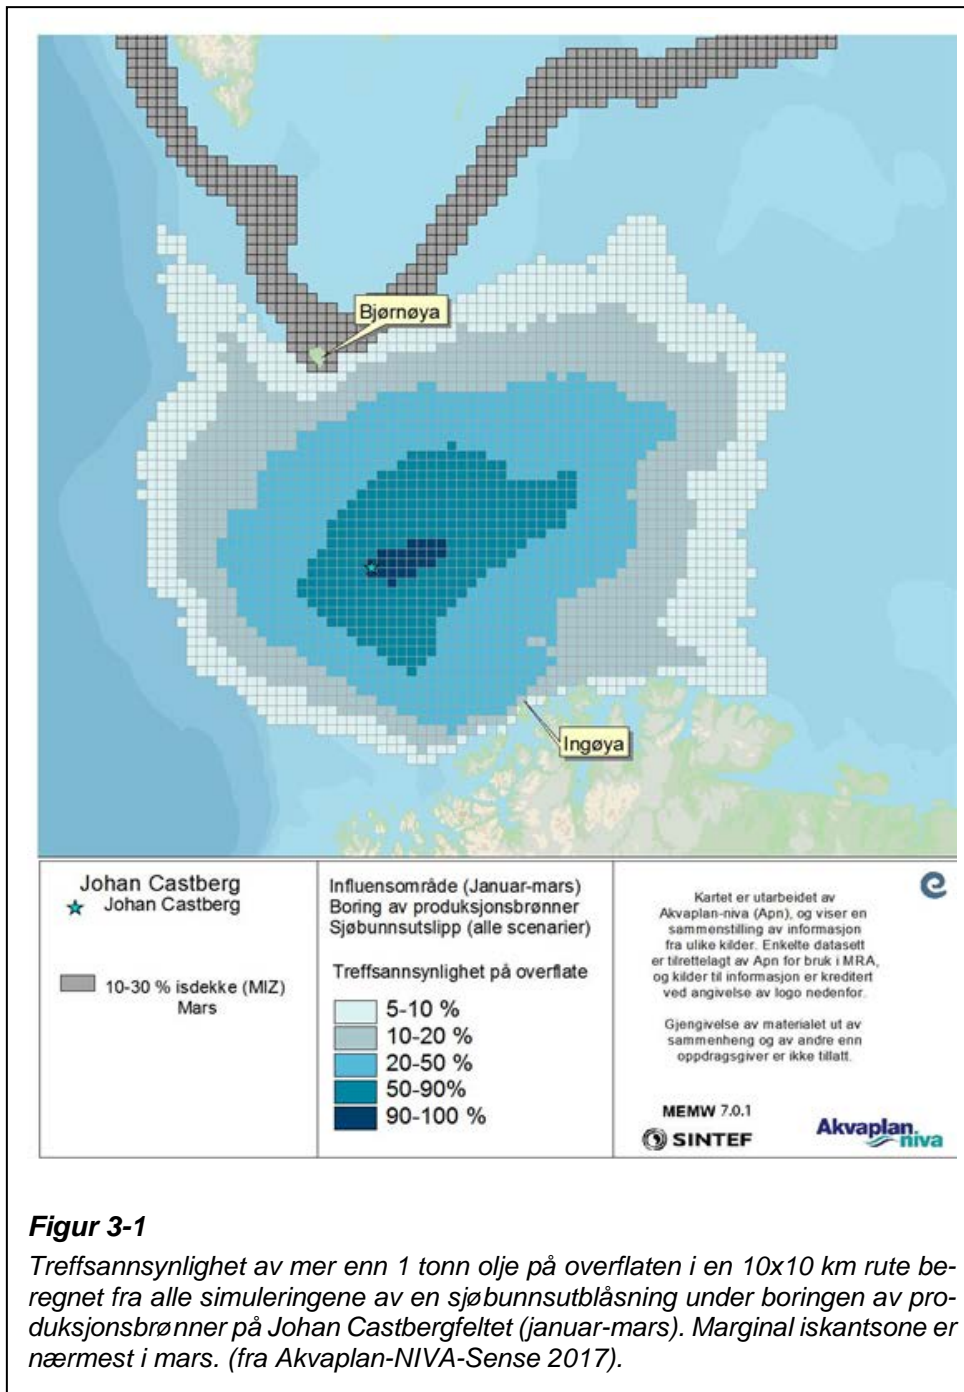 Bjørnøya
Ingøya
Johan Castberg
Johan Castberg
10-30 % isdekke (MIZ)
Mars
Influensområde (Januar-mars)
Boring av produksjonsbrønner
Sjøbunnsutslipp (alle scenarier)
Treffsannsynlighet på overflate
5-10 %
10-20 %
20-50 %
50-90%
90-100 %
Kartet er utarbeidet av
Akvaplan-niva (Apn), og viser en
sammenstilling av informasjon
fra ulike kilder. Enkelte datasett
er tilrettelagt av Apn for bruk i MRA,
og kilder til informasjon er kreditert
ved angivelse av logo nedenfor.
Gjengivelse av materialet ut av
sammenheng og av andre enn
oppdragsgiver er ikke tillatt.
MEMW 7.0.1
SINTEF
Akvaplan
niva
Figur 3-1
Treffsannsynlighet av mer enn 1 tonn olje på overflaten i en 10x10 km rute be-
regnet fra alle simuleringene av en sjøbunnsutblåsning under boringen av pro-
duksjonsbrønner på Johan Castbergfeltet (januar-mars). Marginal iskantsone er
nærmest i mars. (fra Akvaplan-NIVA-Sense 2017).